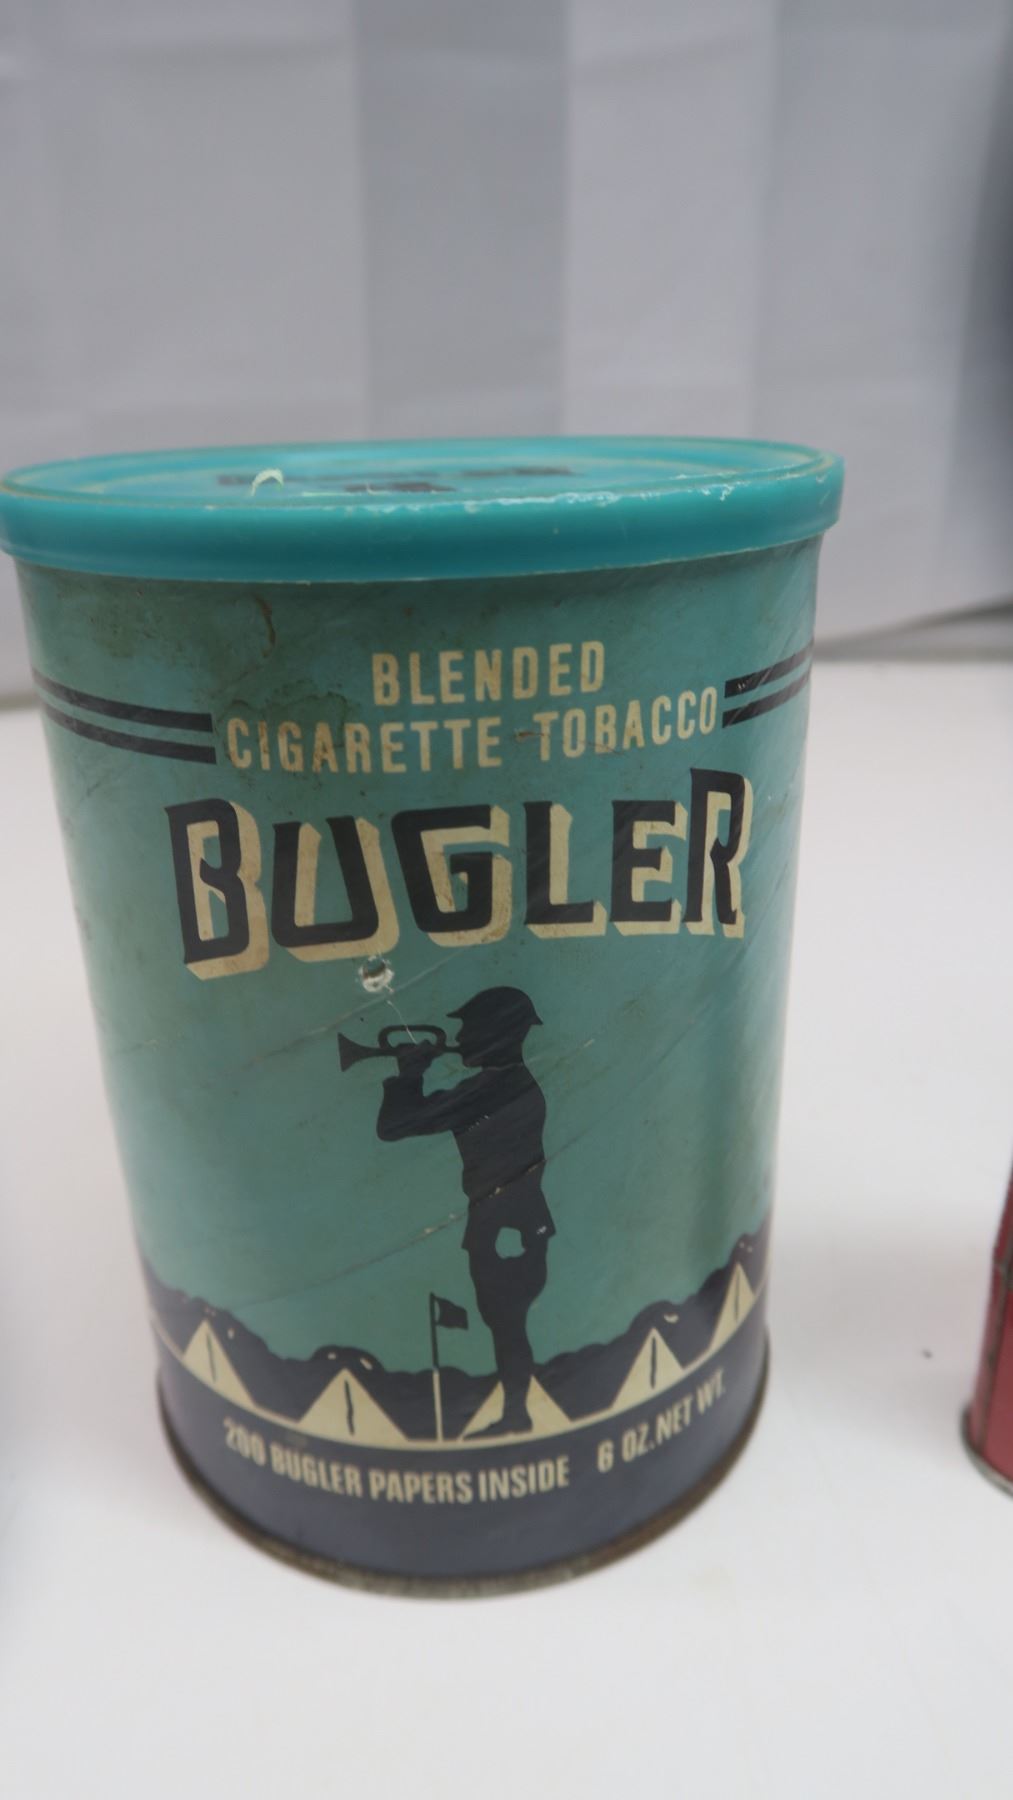 BLENDED
CIGARETTE TOBACCO
BUGLER
200 BUGLER PAPERS INSIDE 6 OZ. NET WT.